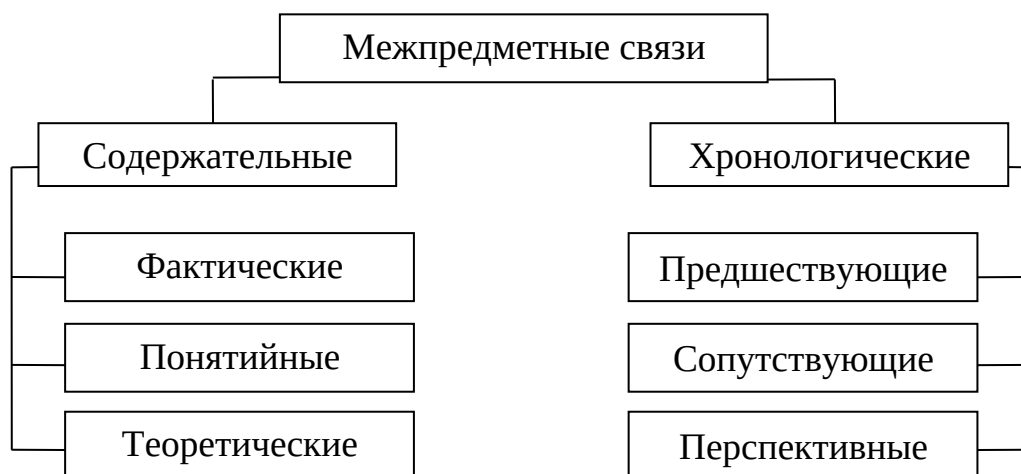 Межпредметные связи
Содержательные
Хронологические
Фактические
Предшествующие
Понятийные
Сопутствующие
Теоретические
Перспективные